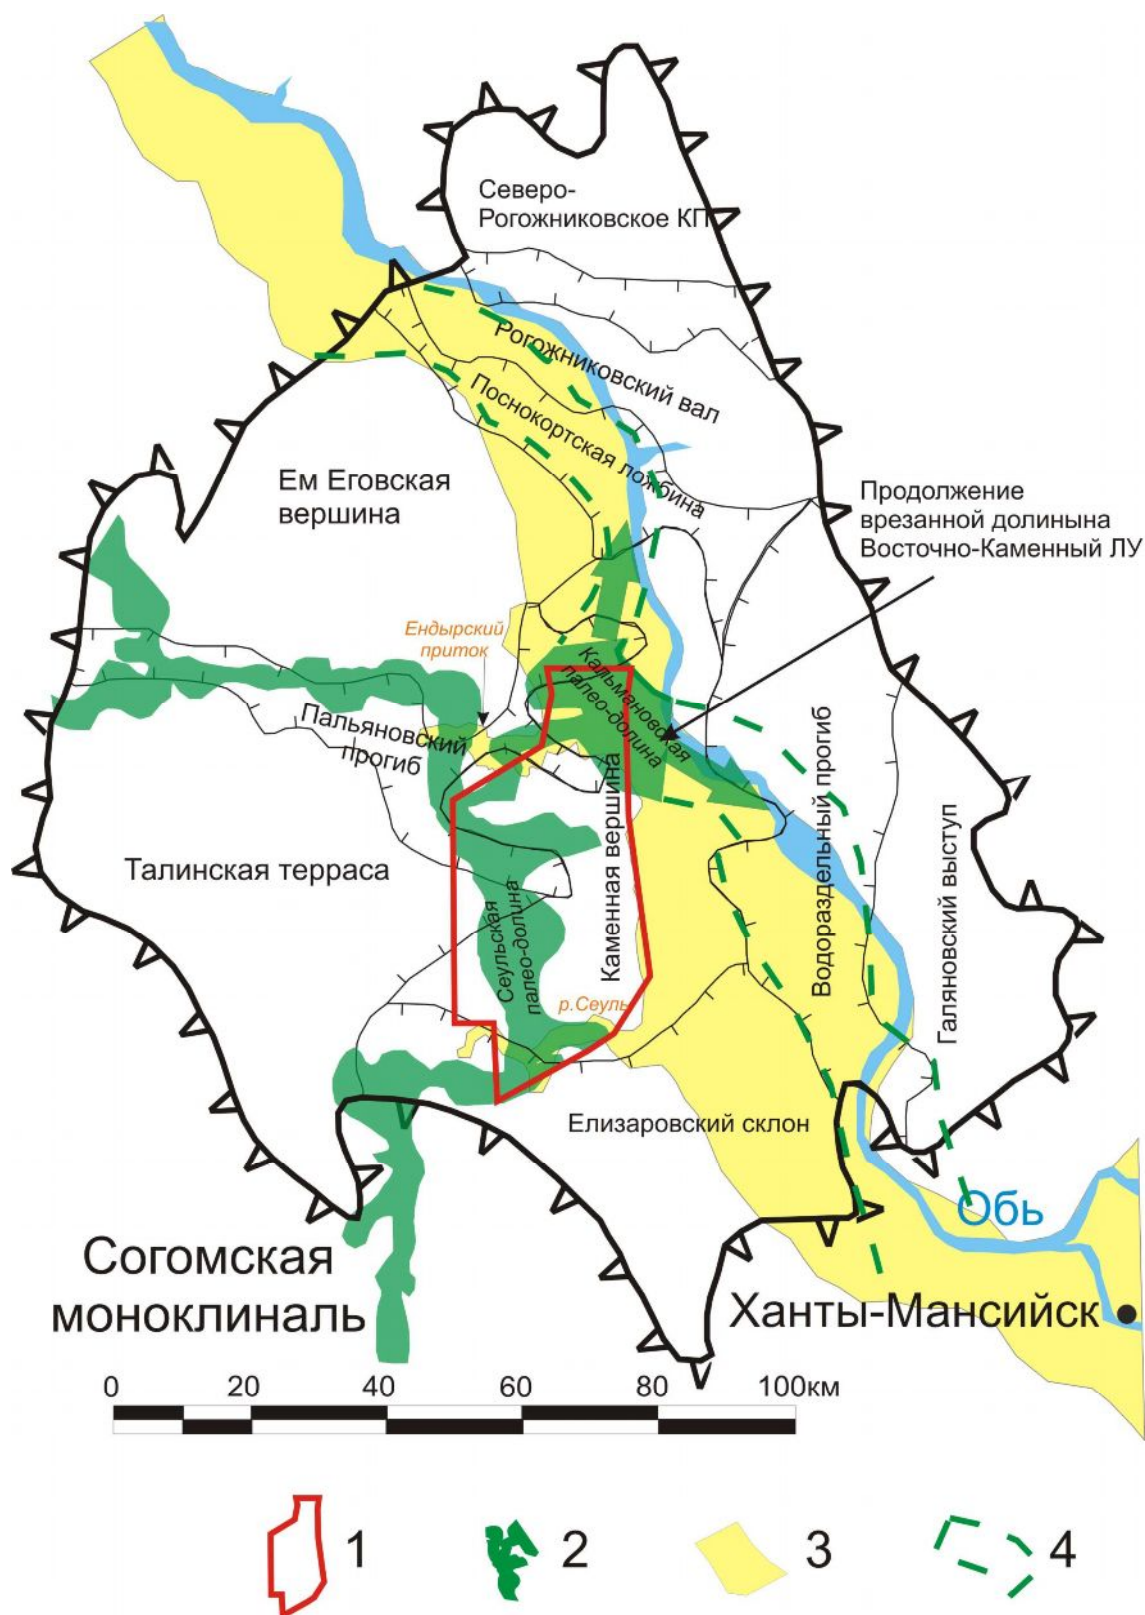 Северо-
Рогожниковское КП
Рогожниковский вал
Поснокортская ложбина
Ем Еговская
вершина
Продолжение
врезанной долинына
Восточно-Каменный ЛУ
Ендырский
приток
Кальмановская
палео-долина
Пальяновский
прогиб
Талинская терраса
Каменная вершина
Водораздельный прогиб
Галяновский выступ
Сеульская
палео-долина
р.Сеуль
Елизаровский склон
Обь
Согомская
моноклиналь
Ханты-Мансийск
0 20 40 60 80 100км
1 2 3 4